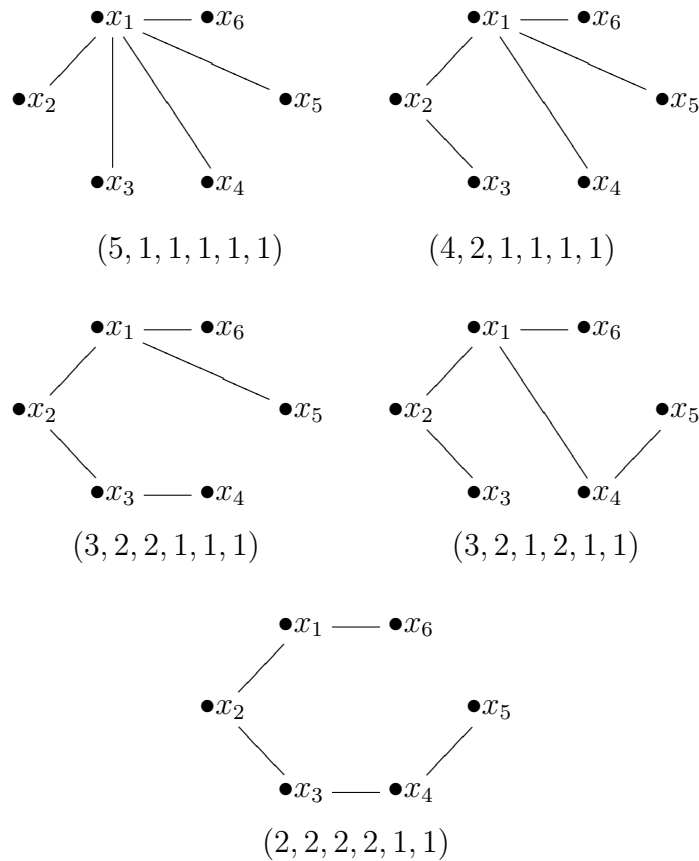 •x₁ •x₆ •x₁ •x₆
•x₂ •x₅ •x₂ •x₅
•x₃ •x₄ •x₃ •x₄
(5, 1, 1, 1, 1, 1) (4, 2, 1, 1, 1, 1)
•x₁ •x₆ •x₁ •x₆
•x₂ •x₅ •x₂ •x₅
•x₃ •x₄ •x₃ •x₄
(3, 2, 2, 1, 1, 1) (3, 2, 1, 2, 1, 1)
•x₁ •x₆
•x₂ •x₅
•x₃ •x₄
(2, 2, 2, 2, 1, 1)